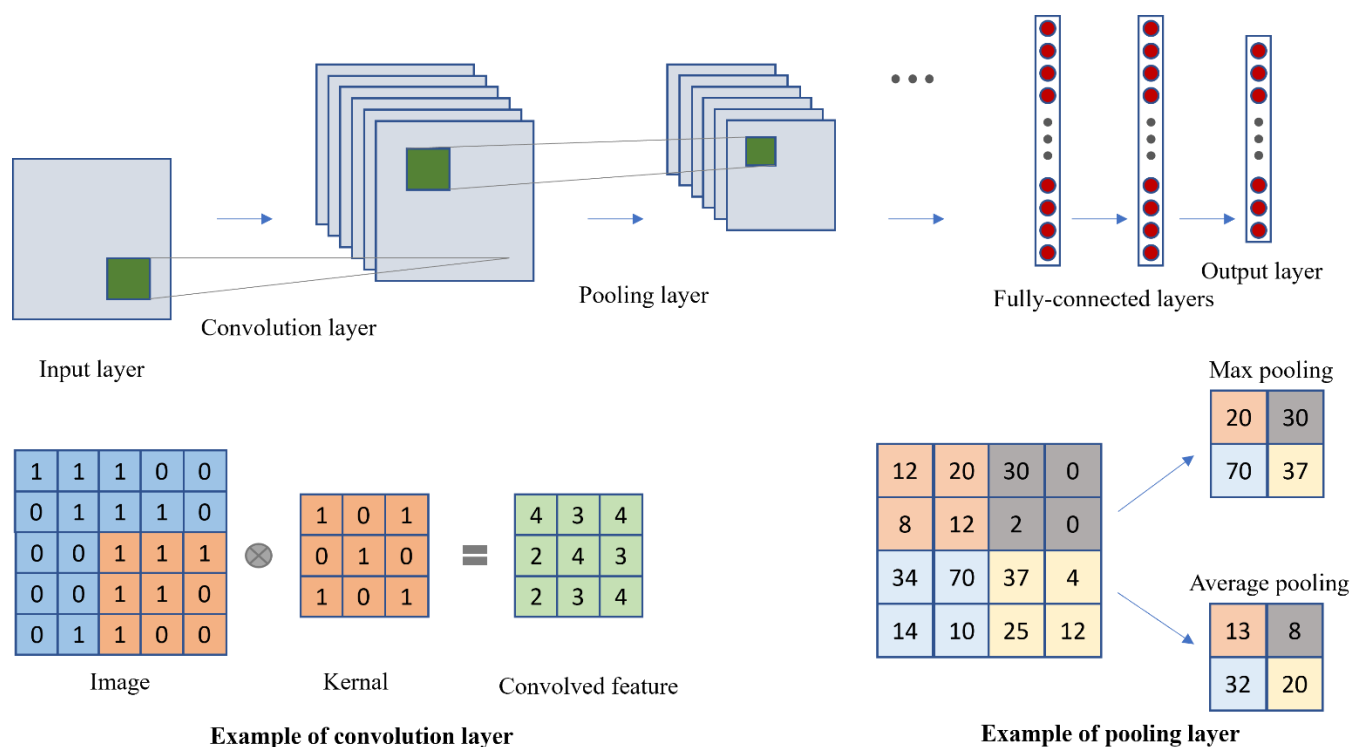 Input layer
Convolution layer
Pooling layer
Fully-connected layers
Output layer
1 1 1 0 0
0 1 1 1 0
0 0 1 1 1
0 0 1 1 0
0 1 1 0 0
Image
1 0 1
0 1 0
1 0 1
Kernal
4 3 4
2 4 3
2 3 4
Convolved feature
Example of convolution layer
12 20 30 0
8 12 2 0
34 70 37 4
14 10 25 12
Max pooling
20 30
70 37
Average pooling
13 8
32 20
Example of pooling layer